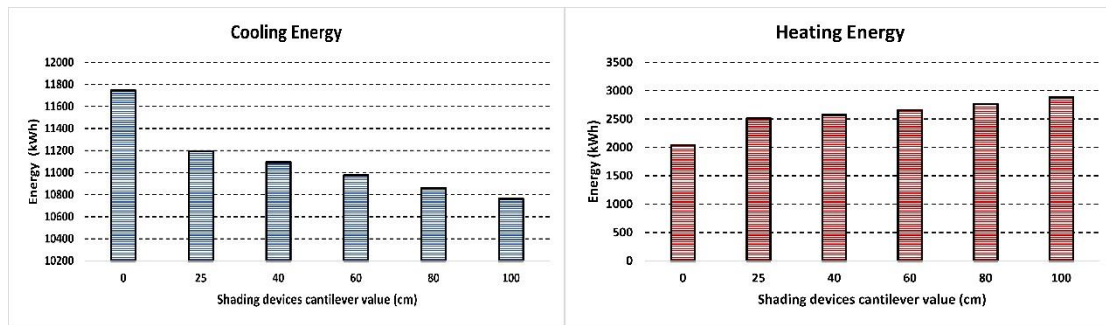 Cooling Energy
Energy (kWh)
12000
11800
11600
11400
11200
11000
10800
10600
10400
10200
0 25 40 60 80 100
Shading devices cantilever value (cm)
Heating Energy
Energy (kWh)
3500
3000
2500
2000
1500
1000
500
0
0 25 40 60 80 100
Shading devices cantilever value (cm)